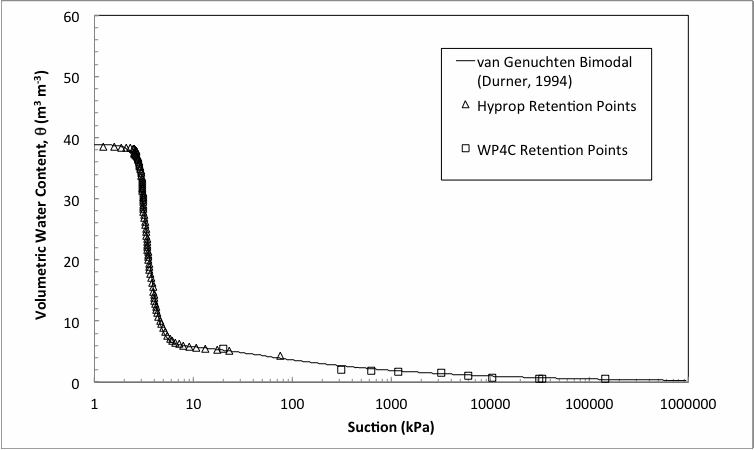 60
50
40
30
20
10
0
Volumetric Water Content, θ (m³ m⁻³)
van Genuchten Bimodal
(Durner, 1994)
Hyprop Retention Points
WP4C Retention Points
1 10 100 1000 10000 100000 1000000
Suction (kPa)